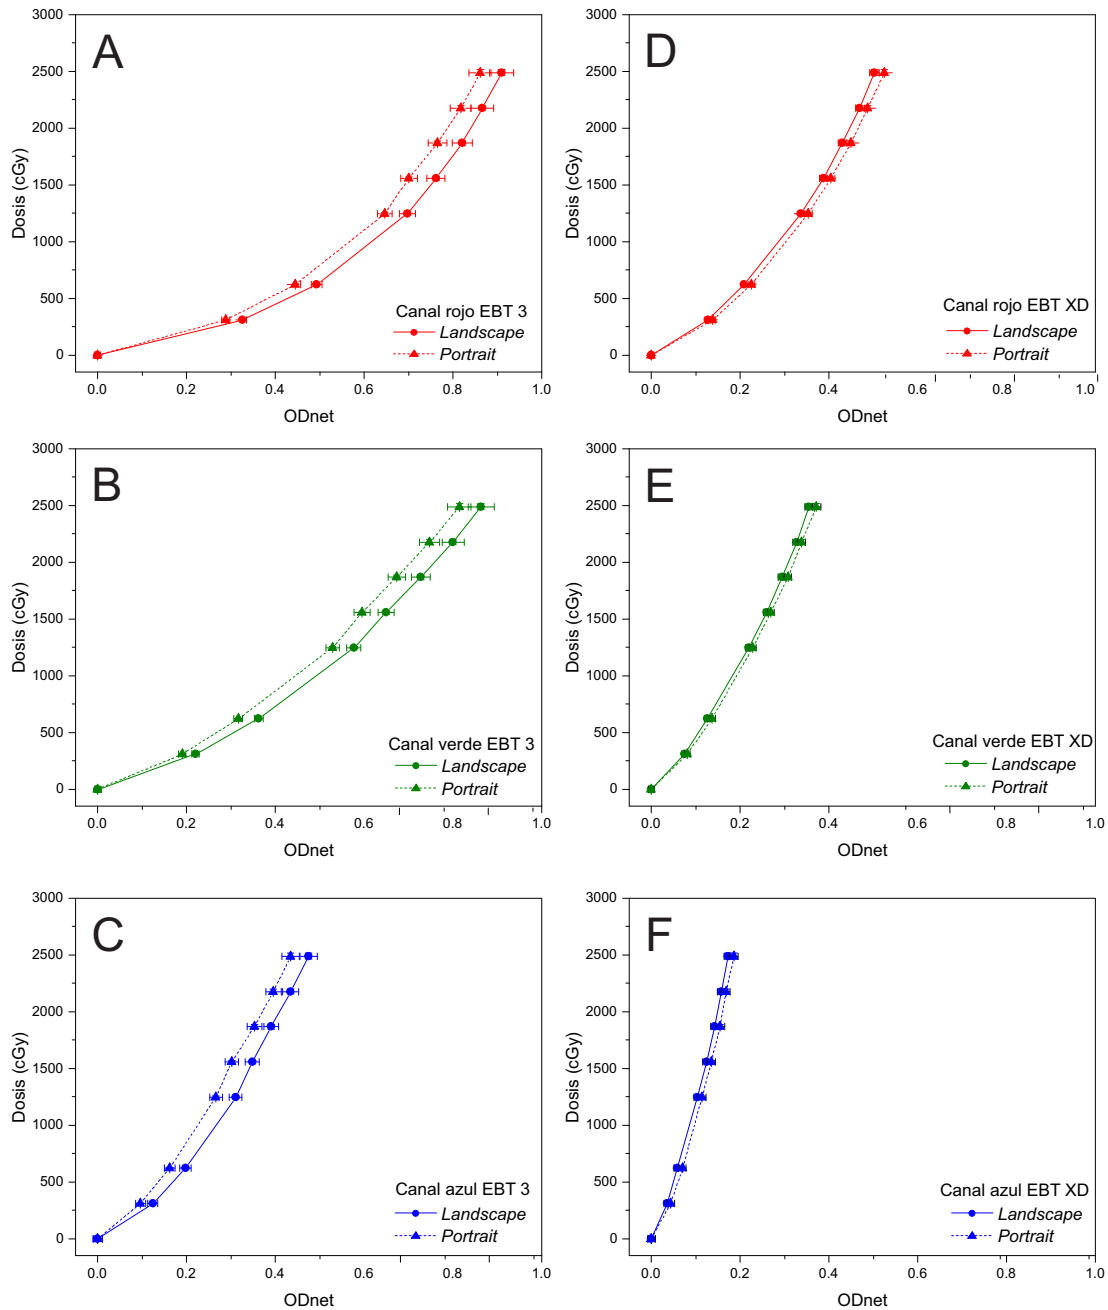 A
3000
2500
2000
1500
1000
500
0
Dosis (cGy)
0.0 0.2 0.4 0.6 0.8 1.0
ODnet
Canal rojo EBT 3
Landscape
Portrait
D
3000
2500
2000
1500
1000
500
0
Dosis (cGy)
0.0 0.2 0.4 0.6 0.8 1.0
ODnet
Canal rojo EBT XD
Landscape
Portrait
B
3000
2500
2000
1500
1000
500
0
Dosis (cGy)
0.0 0.2 0.4 0.6 0.8 1.0
ODnet
Canal verde EBT 3
Landscape
Portrait
E
3000
2500
2000
1500
1000
500
0
Dosis (cGy)
0.0 0.2 0.4 0.6 0.8 1.0
ODnet
Canal verde EBT XD
Landscape
Portrait
C
3000
2500
2000
1500
1000
500
0
Dosis (cGy)
0.0 0.2 0.4 0.6 0.8 1.0
ODnet
Canal azul EBT 3
Landscape
Portrait
F
3000
2500
2000
1500
1000
500
0
Dosis (cGy)
0.0 0.2 0.4 0.6 0.8 1.0
ODnet
Canal azul EBT XD
Landscape
Portrait